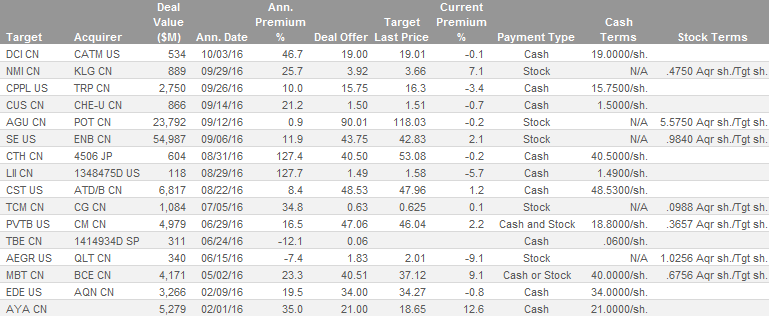 Deal Ann. Current
Value Premium Target Premium Cash
Target Acquirer ($M) Ann. Date % Deal Offer Last Price % Payment Type Terms Stock Terms
DCI CN CATM US 534 10/03/16 46.7 19.00 19.01 -0.1 Cash 19.0000/sh.
NMI CN KLG CN 889 09/29/16 25.7 3.92 3.66 7.1 Stock N/A .4750 Aqr sh./Tgt sh.
CPPL US TRP CN 2,750 09/26/16 10.0 15.75 16.3 -3.4 Cash 15.7500/sh.
CUS CN CHE-U CN 866 09/14/16 21.2 1.50 1.51 -0.7 Cash 1.5000/sh.
AGU CN POT CN 23,792 09/12/16 0.9 90.01 118.03 -0.2 Stock N/A 5.5750 Aqr sh./Tgt sh.
SE US ENB CN 54,987 09/06/16 11.9 43.75 42.83 2.1 Stock N/A .9840 Aqr sh./Tgt sh.
CTH CN 4506 JP 604 08/31/16 127.4 40.50 53.08 -0.2 Cash 40.5000/sh.
LII CN 1348475D US 118 08/29/16 127.7 1.49 1.58 -5.7 Cash 1.4900/sh.
CST US ATD/B CN 6,817 08/22/16 8.4 48.53 47.96 1.2 Cash 48.5300/sh.
TCM CN CG CN 1,084 07/05/16 34.8 0.63 0.625 0.1 Stock N/A .0988 Aqr sh./Tgt sh.
PVTB US CM CN 4,979 06/29/16 16.5 47.06 46.04 2.2 Cash and Stock 18.8000/sh. .3657 Aqr sh./Tgt sh.
TBE CN 1414934D SP 311 06/24/16 -12.1 0.06 Cash .0600/sh.
AEGR US QLT CN 340 06/15/16 -7.4 1.83 2.01 -9.1 Stock N/A 1.0256 Aqr sh./Tgt sh.
MBT CN BCE CN 4,171 05/02/16 23.3 40.51 37.12 9.1 Cash or Stock 40.0000/sh. .6756 Aqr sh./Tgt sh.
EDE US AQN CN 3,266 02/09/16 19.5 34.00 34.27 -0.8 Cash 34.0000/sh.
AYA CN 5,279 02/01/16 35.0 21.00 18.65 12.6 Cash 21.0000/sh.